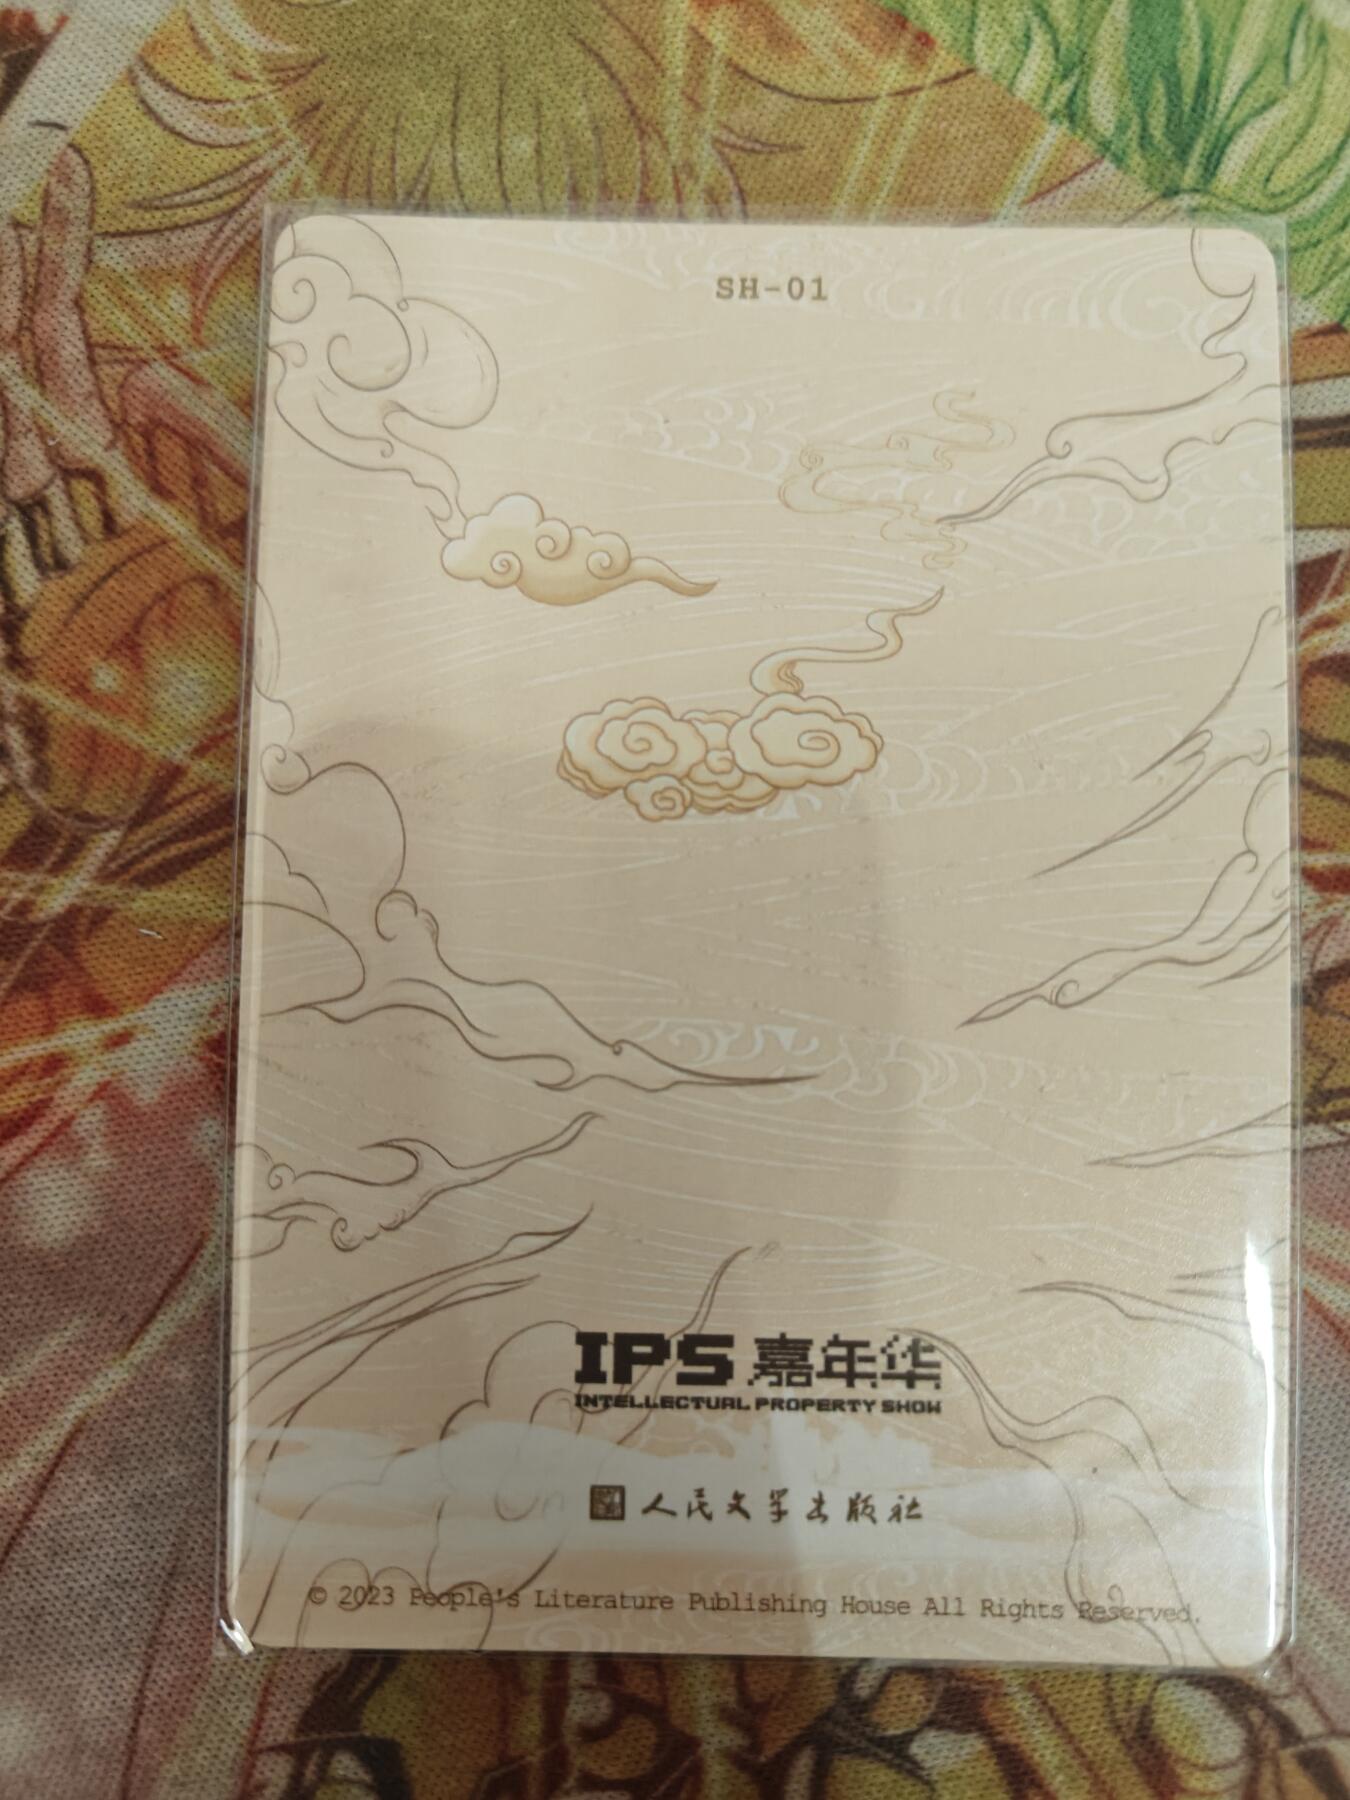 SH-01
IPS 嘉年华
INTELLECTUAL PROPERTY SHOW
人民文学出版社
© 2023 People's Literature Publishing House All Rights Reserved.